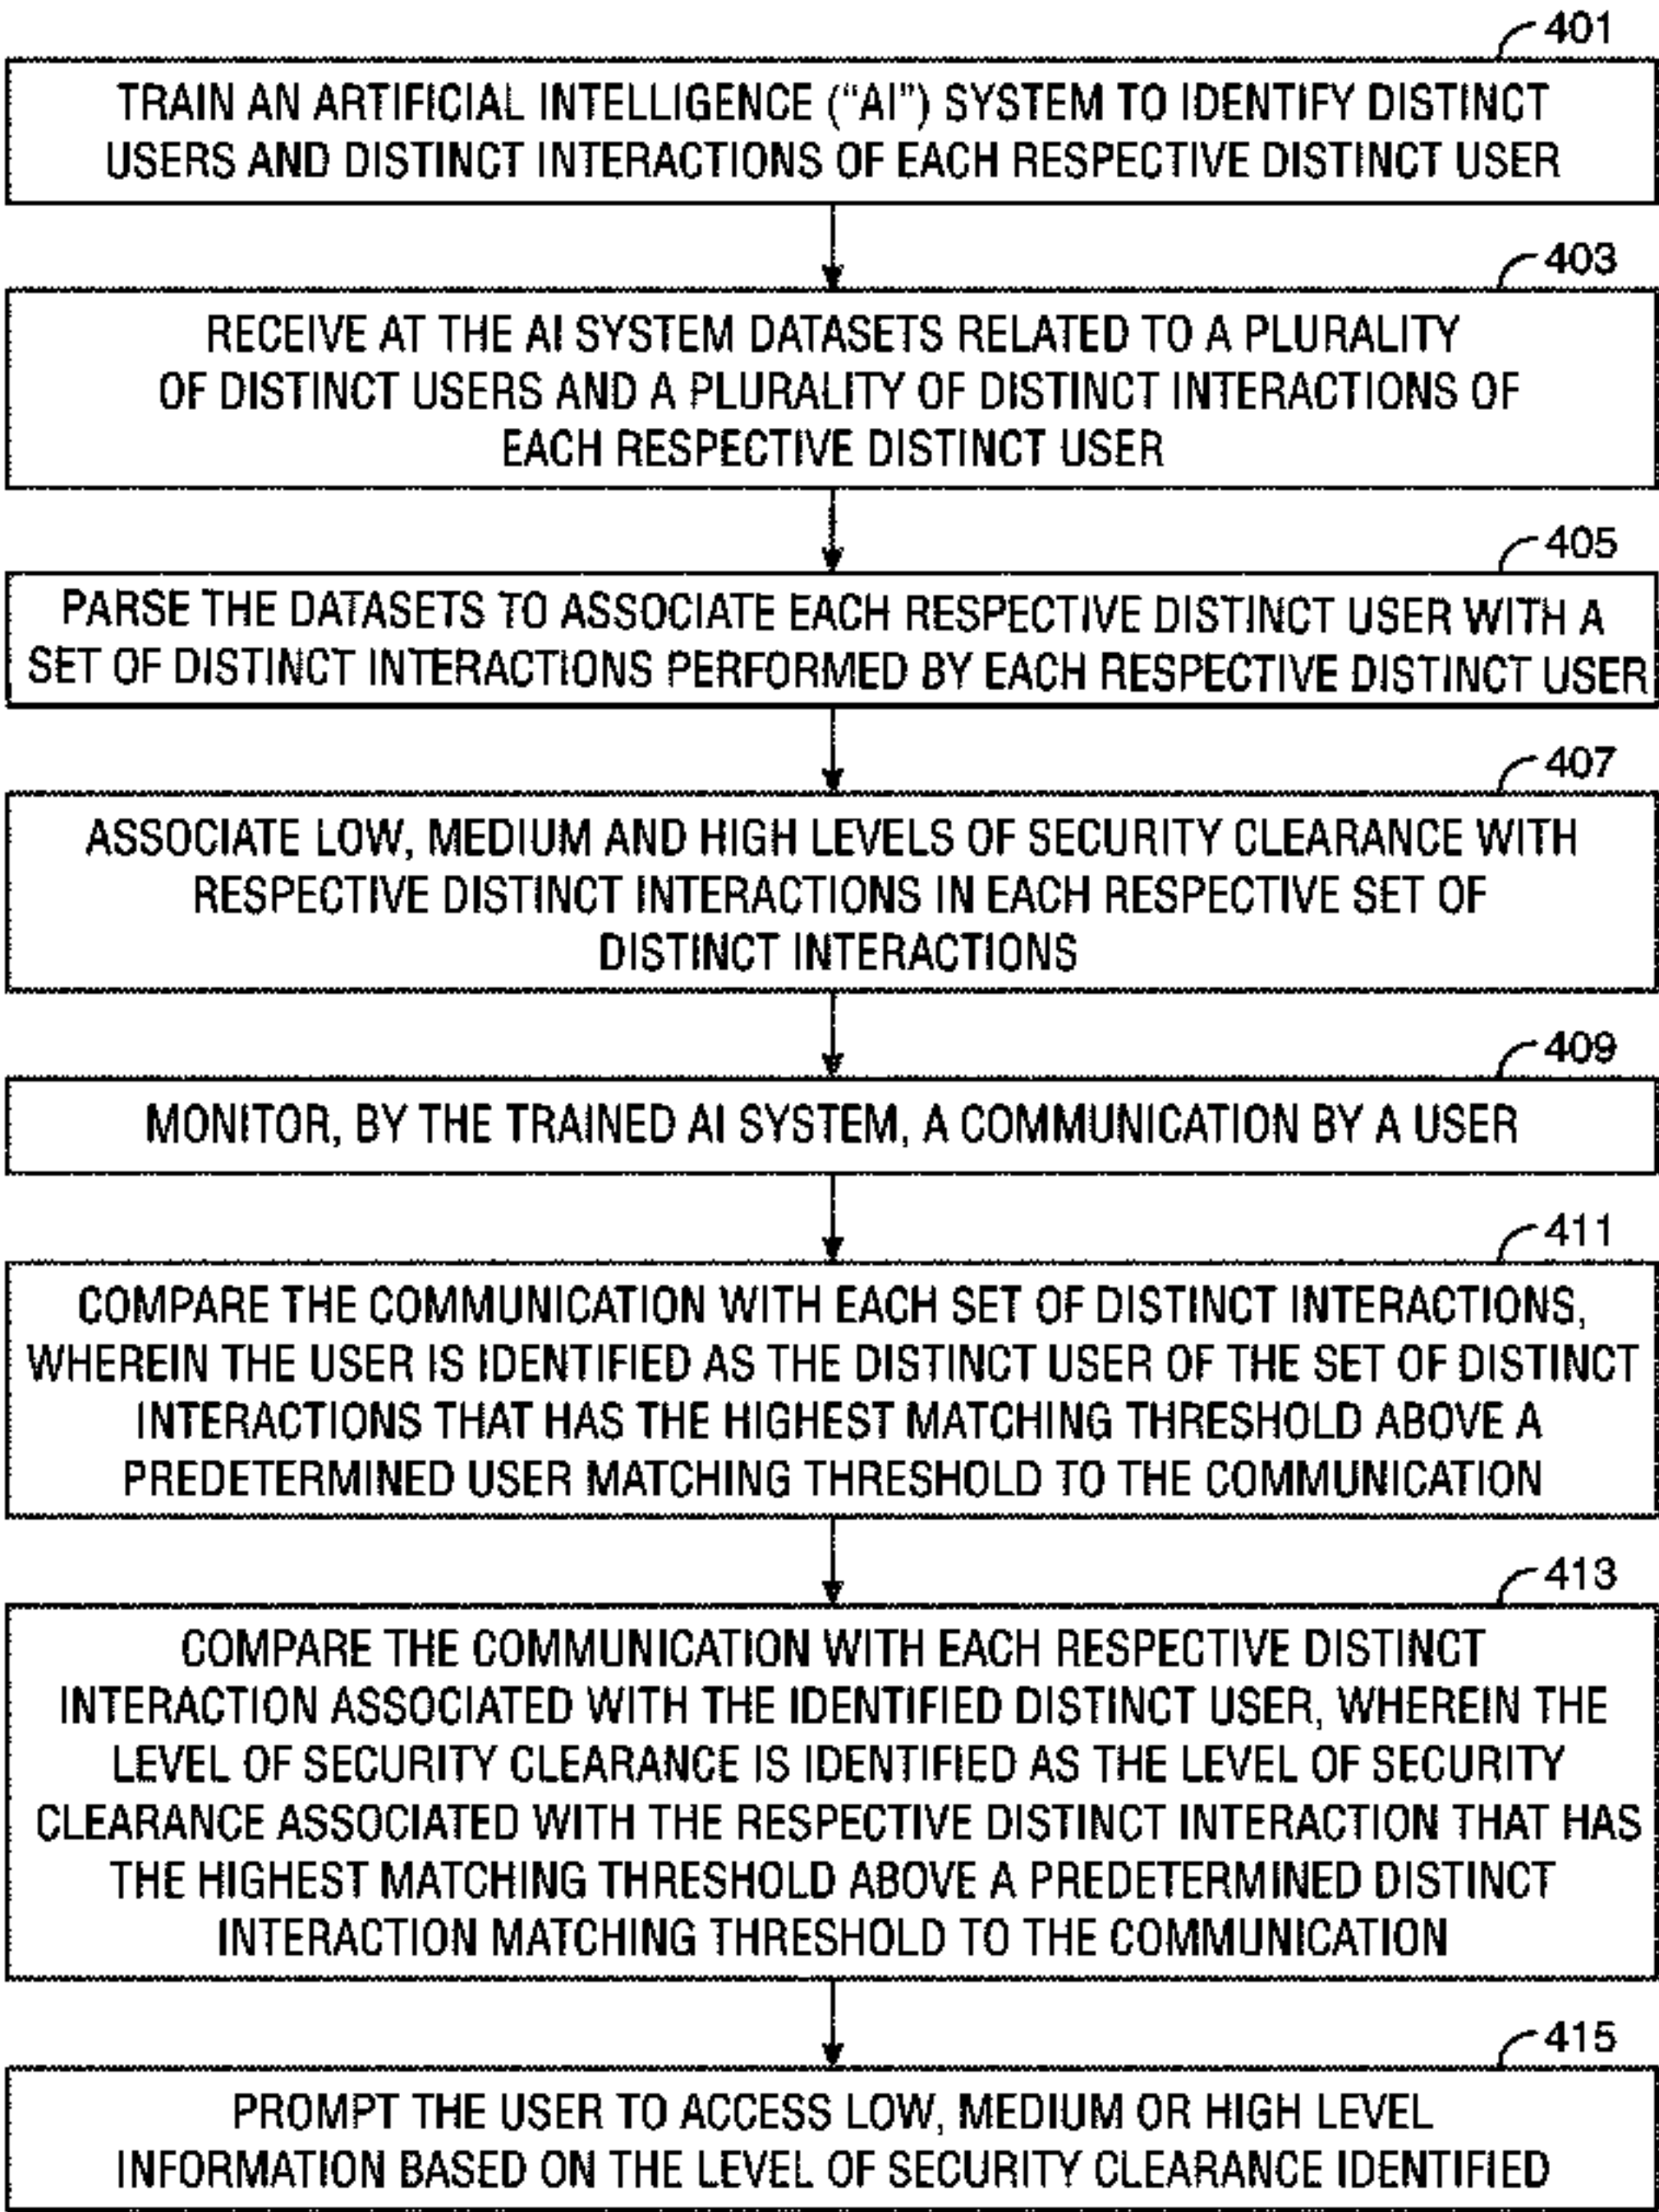 401
TRAIN AN ARTIFICIAL INTELLIGENCE (“AI”) SYSTEM TO IDENTIFY DISTINCT
USERS AND DISTINCT INTERACTIONS OF EACH RESPECTIVE DISTINCT USER
403
RECEIVE AT THE AI SYSTEM DATASETS RELATED TO A PLURALITY
OF DISTINCT USERS AND A PLURALITY OF DISTINCT INTERACTIONS OF
EACH RESPECTIVE DISTINCT USER
405
PARSE THE DATASETS TO ASSOCIATE EACH RESPECTIVE DISTINCT USER WITH A
SET OF DISTINCT INTERACTIONS PERFORMED BY EACH RESPECTIVE DISTINCT USER
407
ASSOCIATE LOW, MEDIUM AND HIGH LEVELS OF SECURITY CLEARANCE WITH
RESPECTIVE DISTINCT INTERACTIONS IN EACH RESPECTIVE SET OF
DISTINCT INTERACTIONS
409
MONITOR, BY THE TRAINED AI SYSTEM, A COMMUNICATION BY A USER
411
COMPARE THE COMMUNICATION WITH EACH SET OF DISTINCT INTERACTIONS,
WHEREIN THE USER IS IDENTIFIED AS THE DISTINCT USER OF THE SET OF DISTINCT
INTERACTIONS THAT HAS THE HIGHEST MATCHING THRESHOLD ABOVE A
PREDETERMINED USER MATCHING THRESHOLD TO THE COMMUNICATION
413
COMPARE THE COMMUNICATION WITH EACH RESPECTIVE DISTINCT
INTERACTION ASSOCIATED WITH THE IDENTIFIED DISTINCT USER, WHEREIN THE
LEVEL OF SECURITY CLEARANCE IS IDENTIFIED AS THE LEVEL OF SECURITY
CLEARANCE ASSOCIATED WITH THE RESPECTIVE DISTINCT INTERACTION THAT HAS
THE HIGHEST MATCHING THRESHOLD ABOVE A PREDETERMINED DISTINCT
INTERACTION MATCHING THRESHOLD TO THE COMMUNICATION
415
PROMPT THE USER TO ACCESS LOW, MEDIUM OR HIGH LEVEL
INFORMATION BASED ON THE LEVEL OF SECURITY CLEARANCE IDENTIFIED